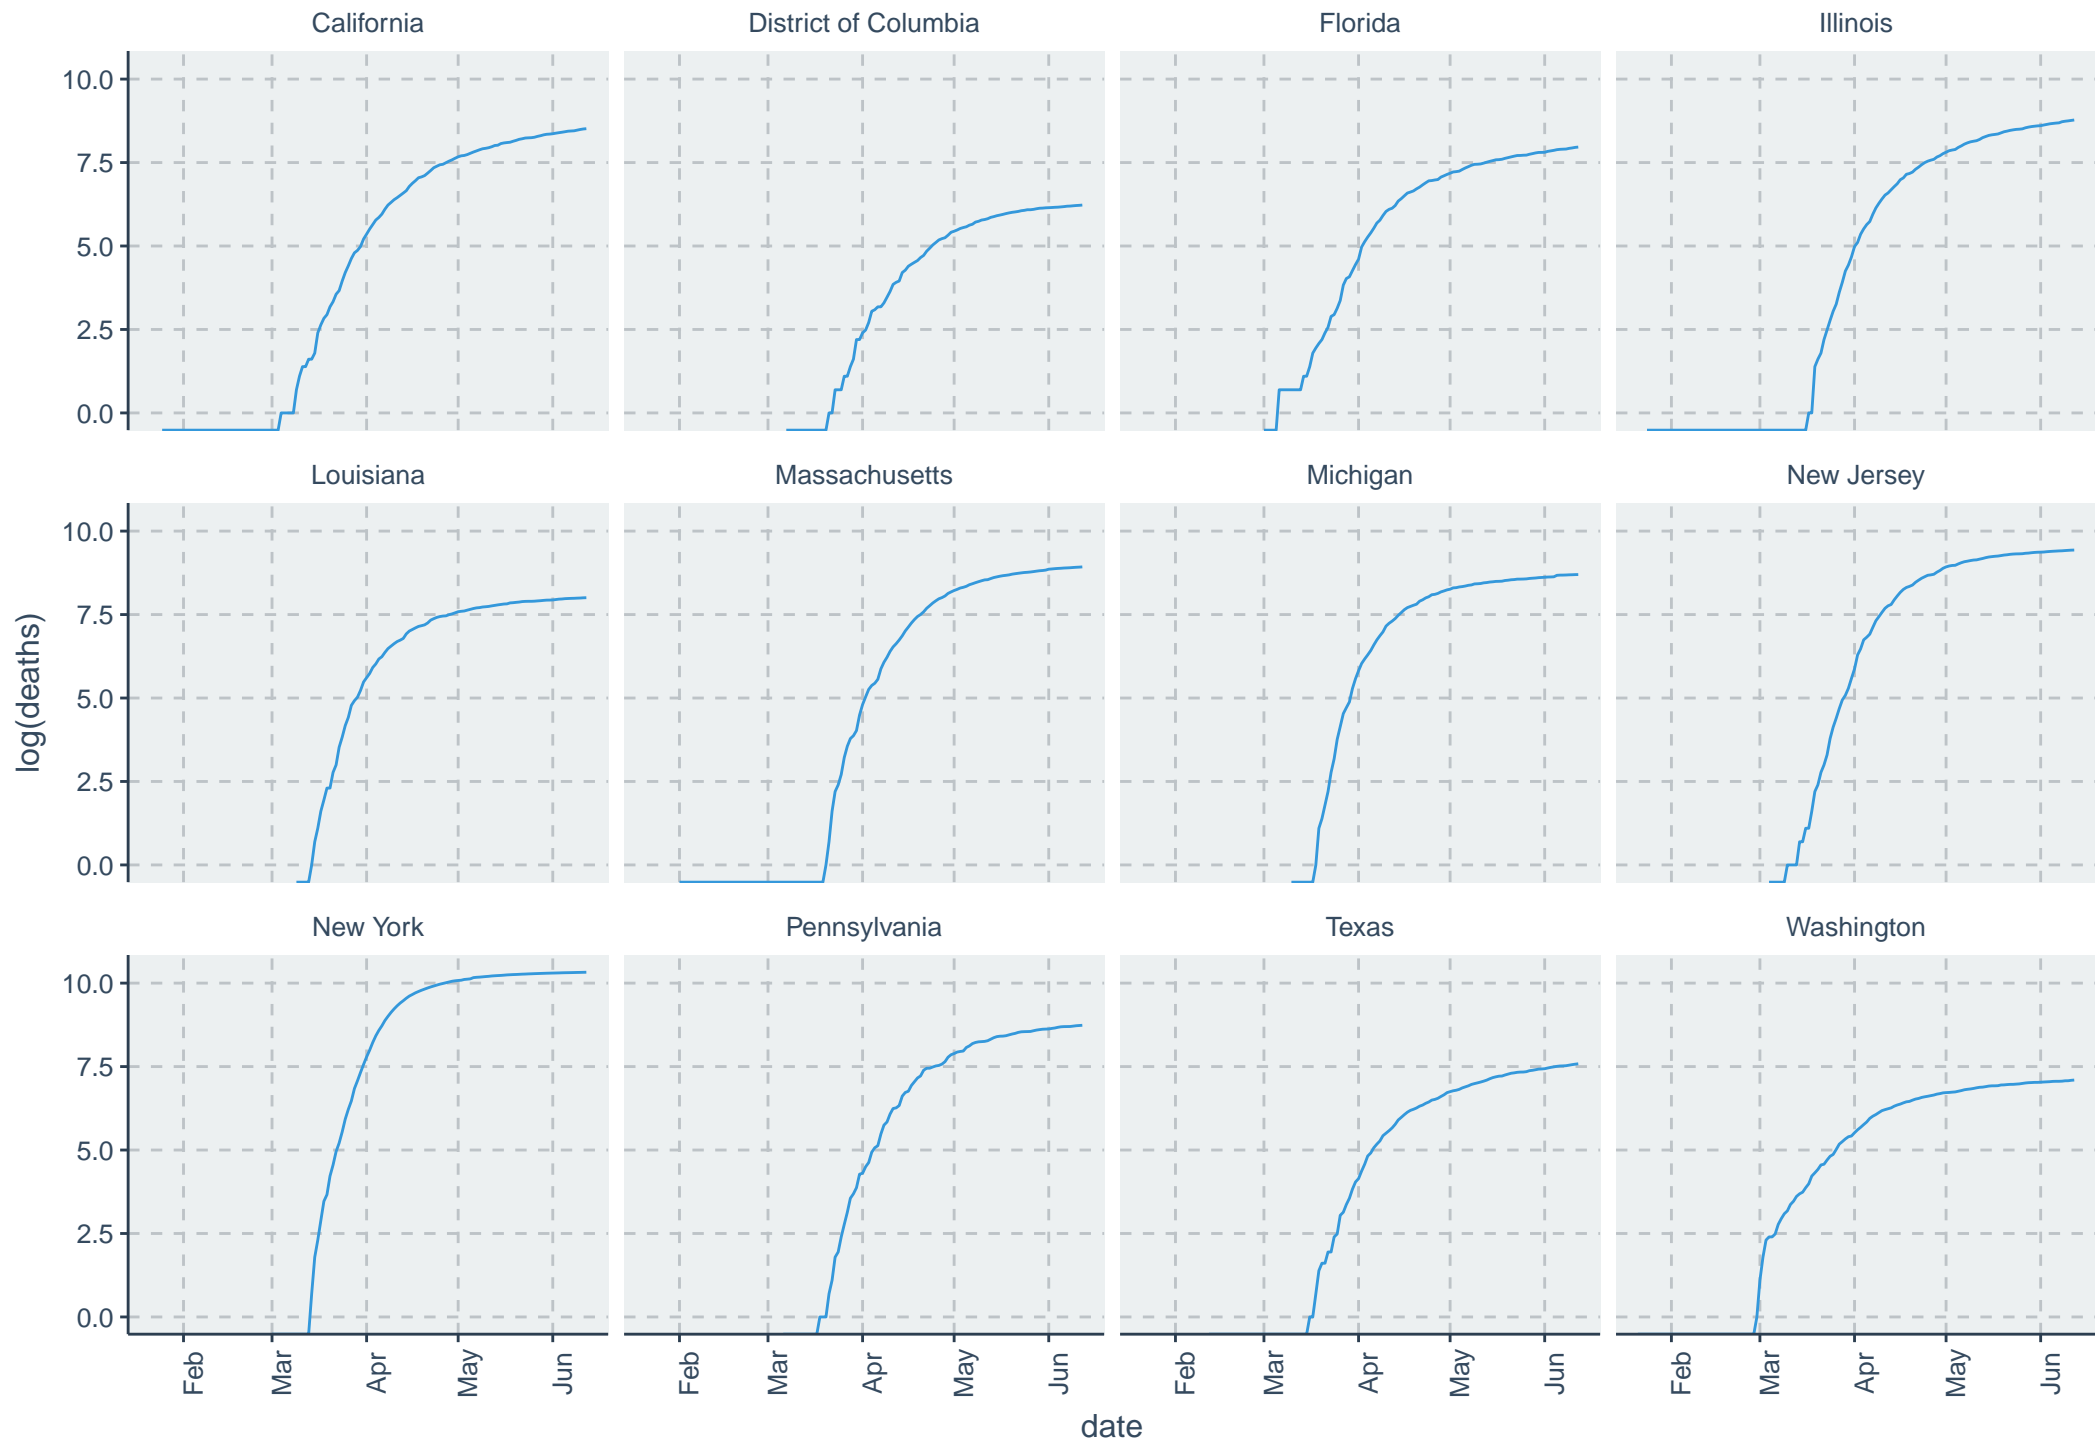 California District of Columbia Florida Illinois
10.0
7.5
5.0
2.5
0.0
Louisiana Massachusetts Michigan New Jersey
10.0
7.5
5.0
2.5
0.0
log(deaths)
New York Pennsylvania Texas Washington
10.0
7.5
5.0
2.5
0.0
Feb Mar Apr May Jun Feb Mar Apr May Jun Feb Mar Apr May Jun Feb Mar Apr May Jun
date